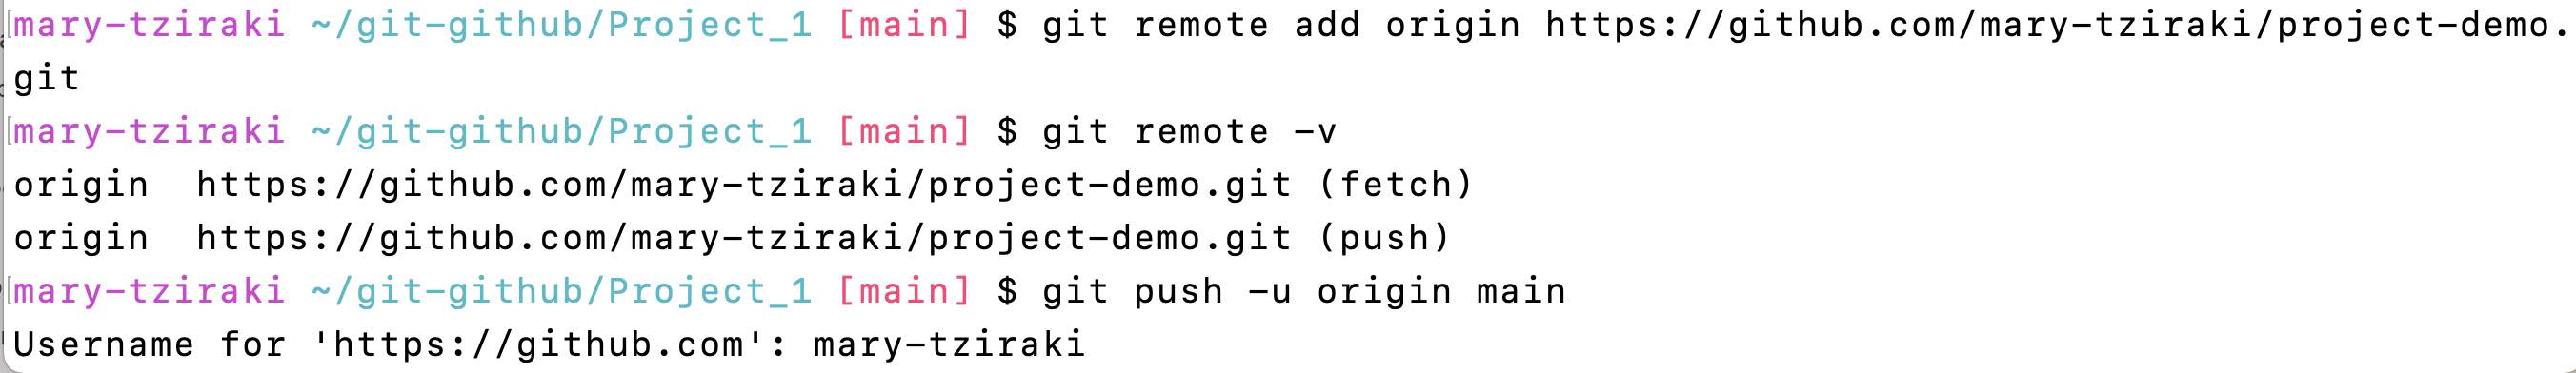 mary-tziraki ~/git-github/Project_1 [main] $ git remote add origin https://github.com/mary-tziraki/project-demo.
git
mary-tziraki ~/git-github/Project_1 [main] $ git remote -v
origin  https://github.com/mary-tziraki/project-demo.git (fetch)
origin  https://github.com/mary-tziraki/project-demo.git (push)
mary-tziraki ~/git-github/Project_1 [main] $ git push -u origin main
Username for 'https://github.com': mary-tziraki